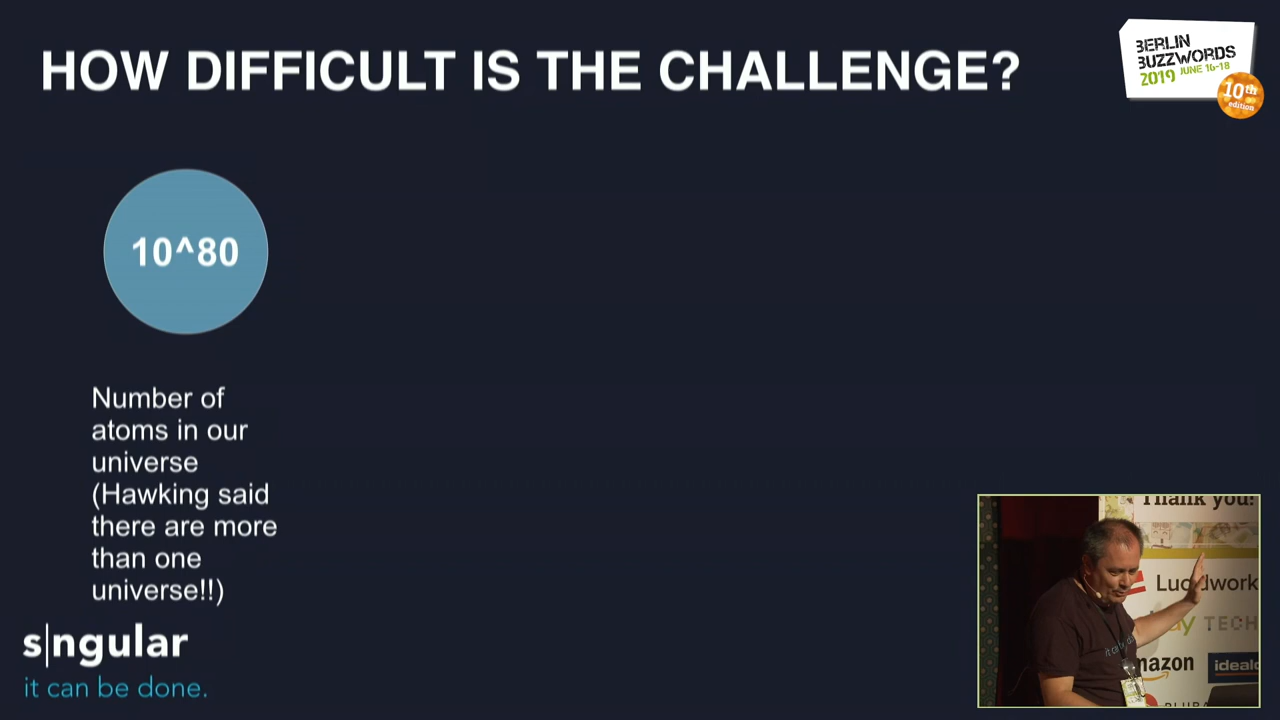 HOW DIFFICULT IS THE CHALLENGE?
BERLIN
BUZZWORDS
2019 JUNE 16-18
10th
edition
10^80
Number of
atoms in our
universe
(Hawking said
there are more
than one
universe!!)
s|ngular
it can be done.
Thank you!
TECH